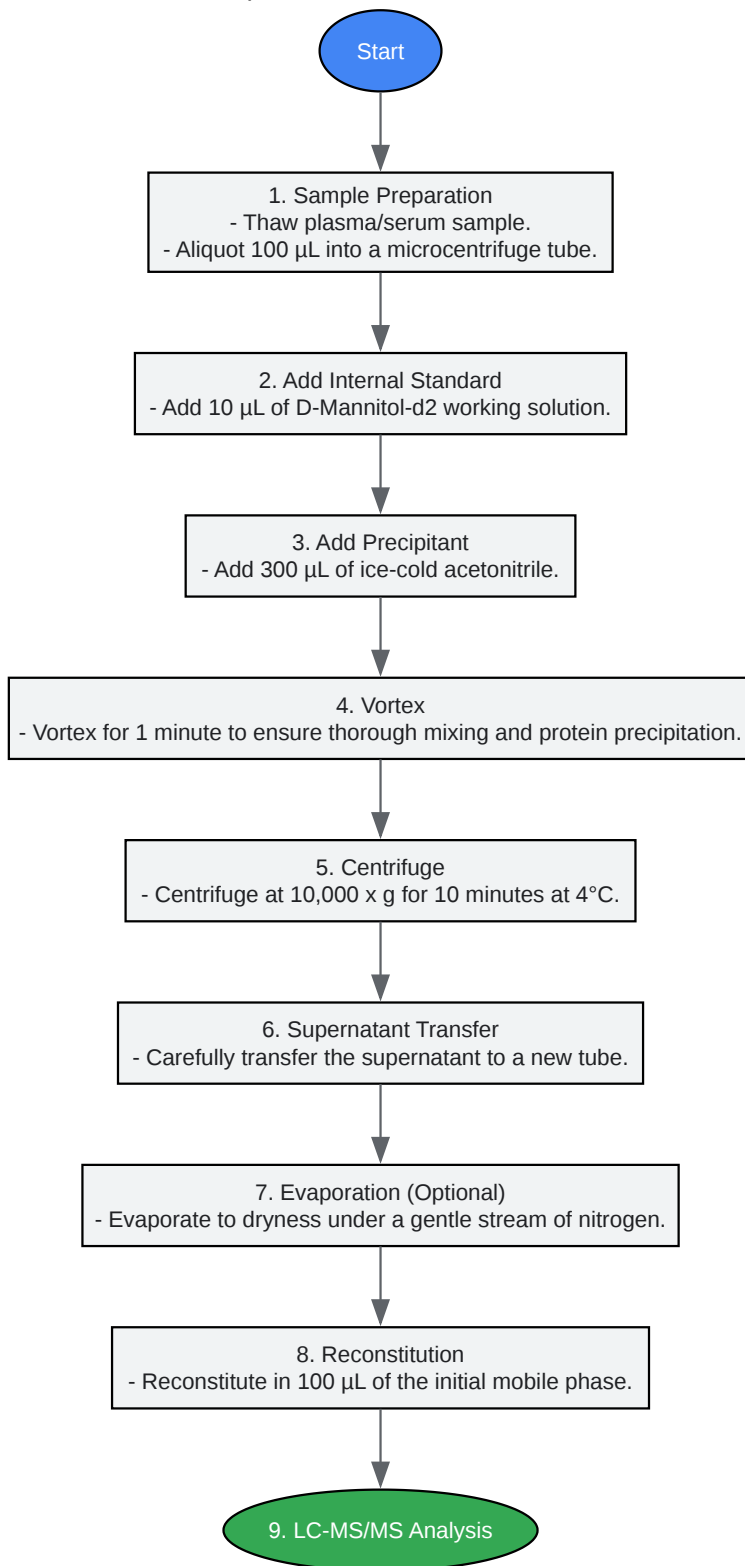 Start
1. Sample Preparation
- Thaw plasma/serum sample.
- Aliquot 100 µL into a microcentrifuge tube.
2. Add Internal Standard
- Add 10 µL of D-Mannitol-d2 working solution.
3. Add Precipitant
- Add 300 µL of ice-cold acetonitrile.
4. Vortex
- Vortex for 1 minute to ensure thorough mixing and protein precipitation.
5. Centrifuge
- Centrifuge at 10,000 x g for 10 minutes at 4°C.
6. Supernatant Transfer
- Carefully transfer the supernatant to a new tube.
7. Evaporation (Optional)
- Evaporate to dryness under a gentle stream of nitrogen.
8. Reconstitution
- Reconstitute in 100 µL of the initial mobile phase.
9. LC-MS/MS Analysis